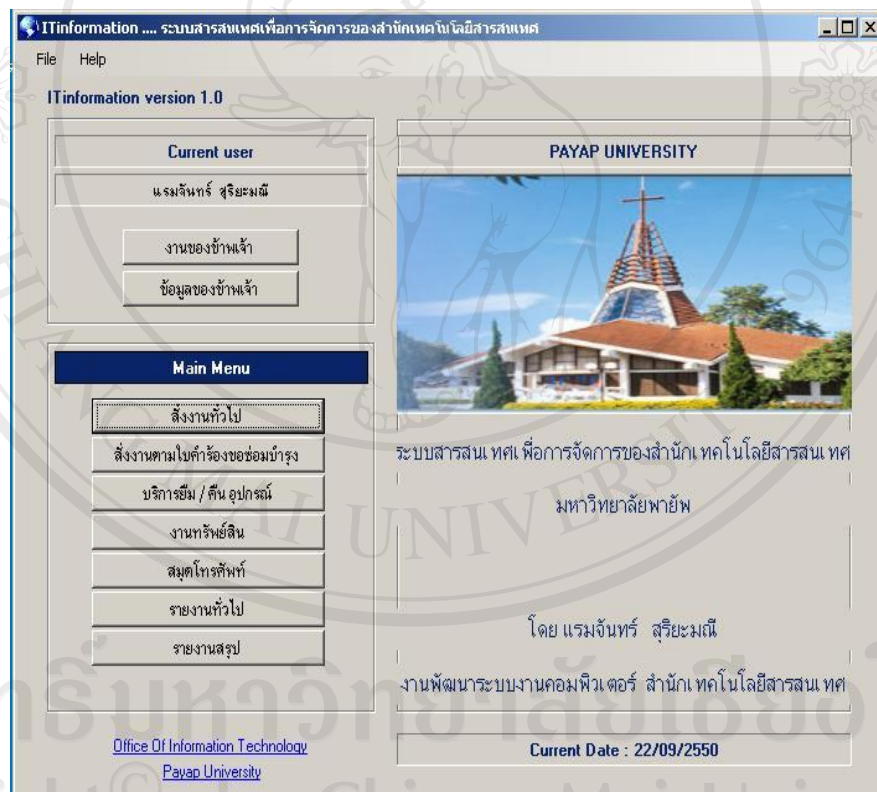 ITinformation .... ระบบสารสนเทศเพื่อการจัดการของสำนักเทคโนโลยีสารสนเทศ
File Help
ITinformation version 1.0
Current user
แรมจันทร์ สุริยะมณี
งานของข้าพเจ้า
ข้อมูลของข้าพเจ้า
Main Menu
สั่งงานทั่วไป
สั่งงานตามใบคำร้องขอซ่อมบำรุง
บริการยืม / คืน อุปกรณ์
งานทรัพย์สิน
สมุดโทรศัพท์
รายงานทั่วไป
รายงานสรุป
Office Of Information Technology
Payap University
PAYAP UNIVERSITY
ระบบสารสนเทศเพื่อการจัดการของสำนักเทคโนโลยีสารสนเทศ
มหาวิทยาลัยพายัพ
โดย แรมจันทร์ สุริยะมณี
งานพัฒนาระบบงานคอมพิวเตอร์ สำนักเทคโนโลยีสารสนเทศ
Current Date : 22/09/2550
CHIANG MAI UNIVERSITY 1964